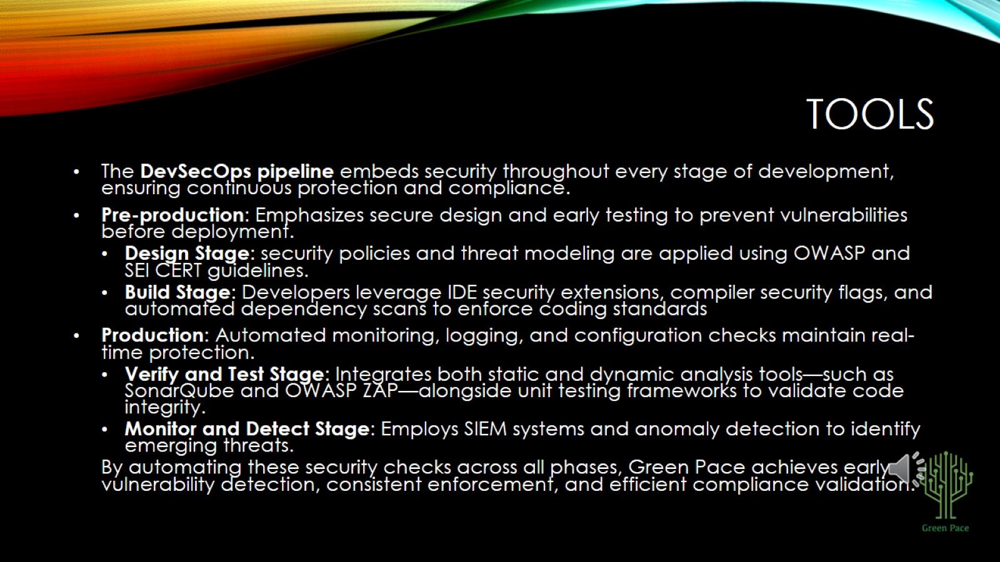 TOOLS
• The DevSecOps pipeline embeds security throughout every stage of development,
ensuring continuous protection and compliance.
• Pre-production: Emphasizes secure design and early testing to prevent vulnerabilities
before deployment.
• Design Stage: security policies and threat modeling are applied using OWASP and
SEI CERT guidelines.
• Build Stage: Developers leverage IDE security extensions, compiler security flags, and
automated dependency scans to enforce coding standards
• Production: Automated monitoring, logging, and configuration checks maintain real-
time protection.
• Verify and Test Stage: Integrates both static and dynamic analysis tools—such as
SonarQube and OWASP ZAP—alongside unit testing frameworks to validate code
integrity.
• Monitor and Detect Stage: Employs SIEM systems and anomaly detection to identify
emerging threats.
By automating these security checks across all phases, Green Pace achieves early
vulnerability detection, consistent enforcement, and efficient compliance validation.
Green Pace